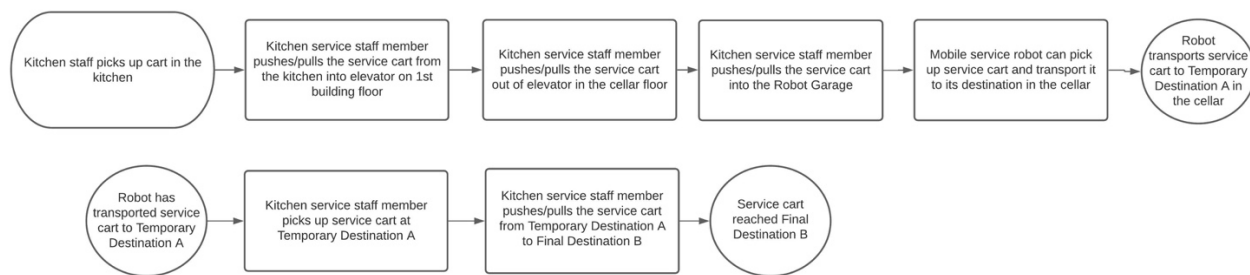 Kitchen staff picks up cart in the
kitchen
Kitchen service staff member
pushes/pulls the service cart from
the kitchen into elevator on 1st
building floor
Kitchen service staff member
pushes/pulls the service cart
out of elevator in the cellar floor
Kitchen service staff member
pushes/pulls the service cart
into the Robot Garage
Mobile service robot can pick
up service cart and transport it
to its destination in the cellar
Robot
transports service
cart to Temporary
Destination A in
the cellar
Robot has
transported service
cart to Temporary
Destination A
Kitchen service staff member
picks up service cart at
Temporary Destination A
Kitchen service staff member
pushes/pulls the service cart
from Temporary Destination A
to Final Destination B
Service cart
reached Final
Destination B